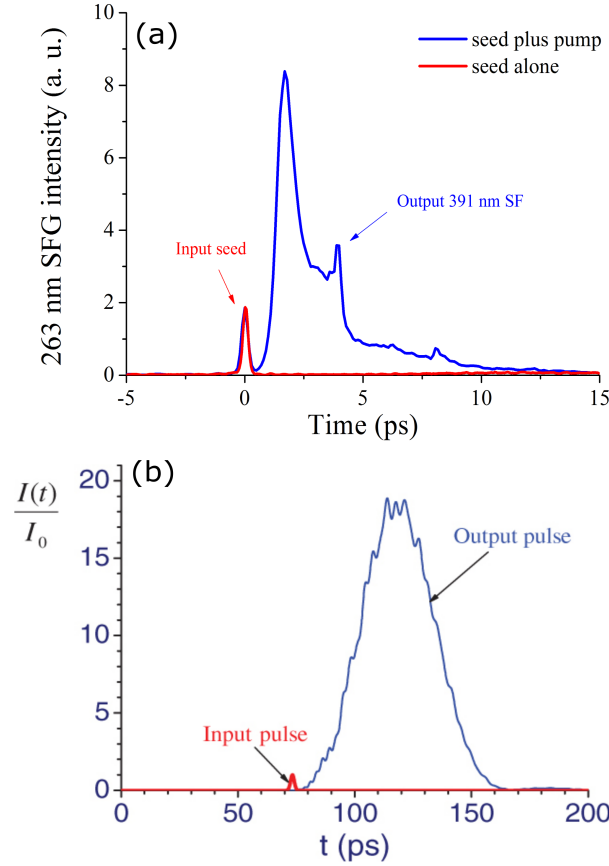 (a)
seed plus pump
seed alone
Input seed
Output 391 nm SF
263 nm SFG intensity (a. u.)
10
8
6
4
2
0
-5
0
5
10
15
Time (ps)
(b)
I(t)
I0
20
15
10
5
0
Output pulse
Input pulse
0
50
100
150
200
t (ps)